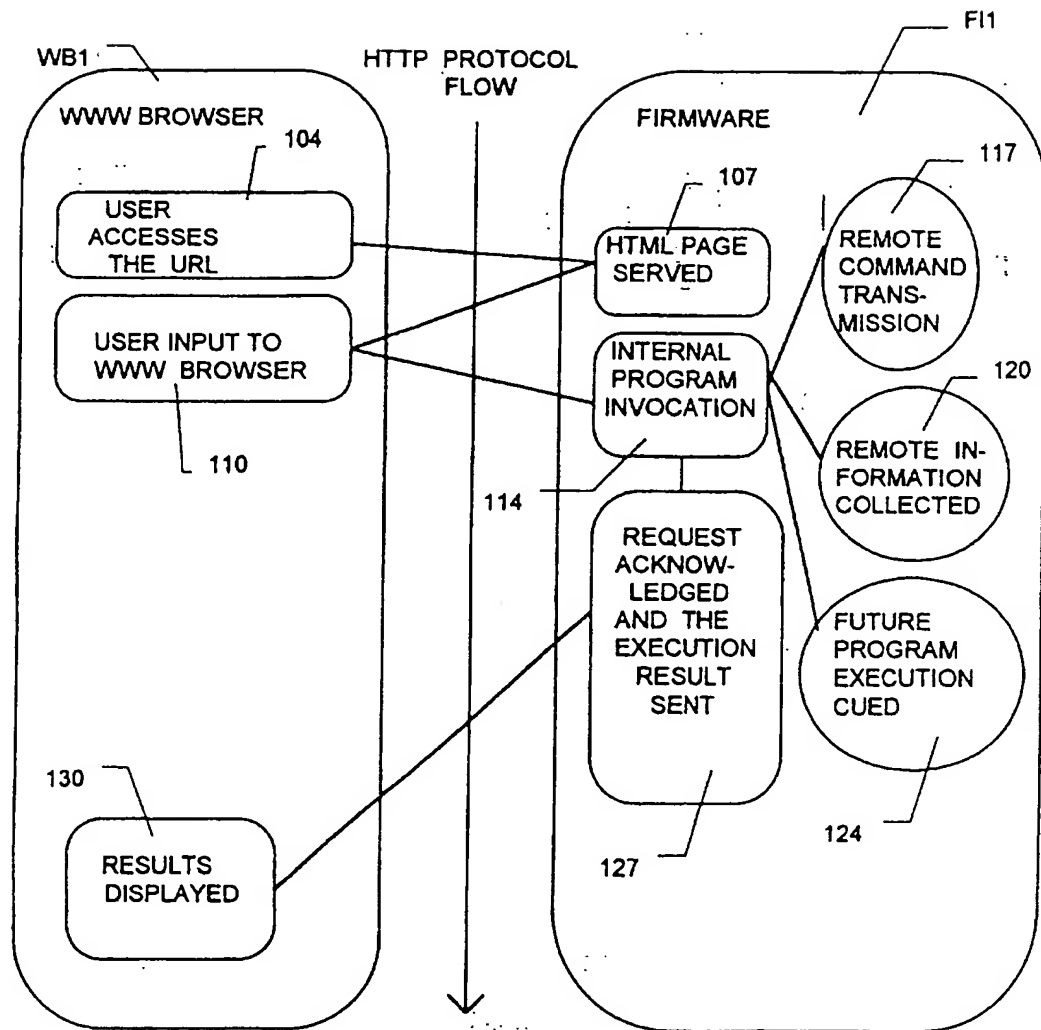 FI1
WB1
HTTP PROTOCOL
FLOW
WWW BROWSER
FIRMWARE
104
117
107
USER
ACCESSES
THE URL
HTML PAGE
SERVED
REMOTE
COMMAND
TRANS-
MISSION
USER INPUT TO
WWW BROWSER
INTERNAL
PROGRAM
INVOCATION
120
REMOTE IN-
FORMATION
COLLECTED
110
114
REQUEST
ACKNOW-
LEDGED
AND THE
EXECUTION
RESULT
SENT
FUTURE
PROGRAM
EXECUTION
CUED
130
124
127
RESULTS
DISPLAYED